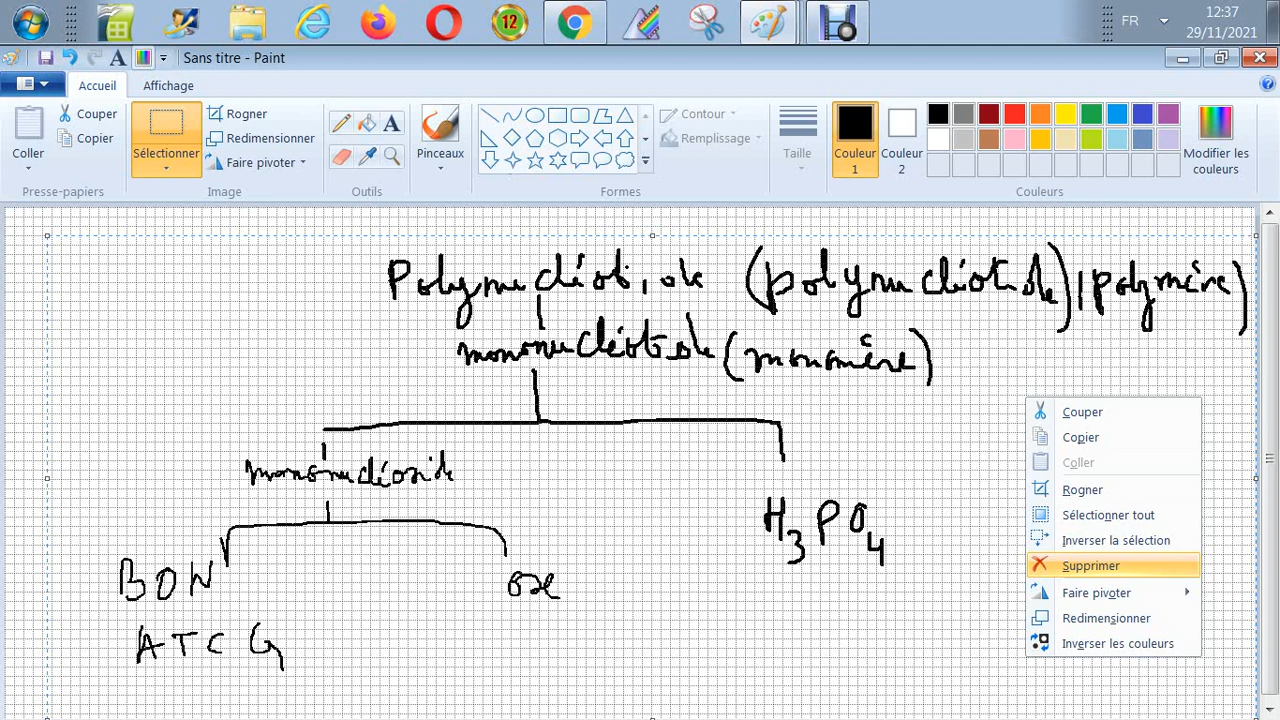 12
FR
12:37
29/11/2021
Sans titre - Paint
Accueil Affichage
Coller
Couper
Copier
Presse-papiers
Sélectionner
Rogner
Redimensionner
Faire pivoter
Image
Outils
Pinceaux
Contour
Remplissage
Formes
Taille
Couleur 1
Couleur 2
Modifier les couleurs
Couleurs
Polynucléotide (polynucléotide) / polymère)
mononucléotide (monomère)
mononucléoside
H3PO4
BON
ose
A T C G
Couper
Copier
Coller
Rogner
Sélectionner tout
Inverser la sélection
Supprimer
Faire pivoter
Redimensionner
Inverser les couleurs